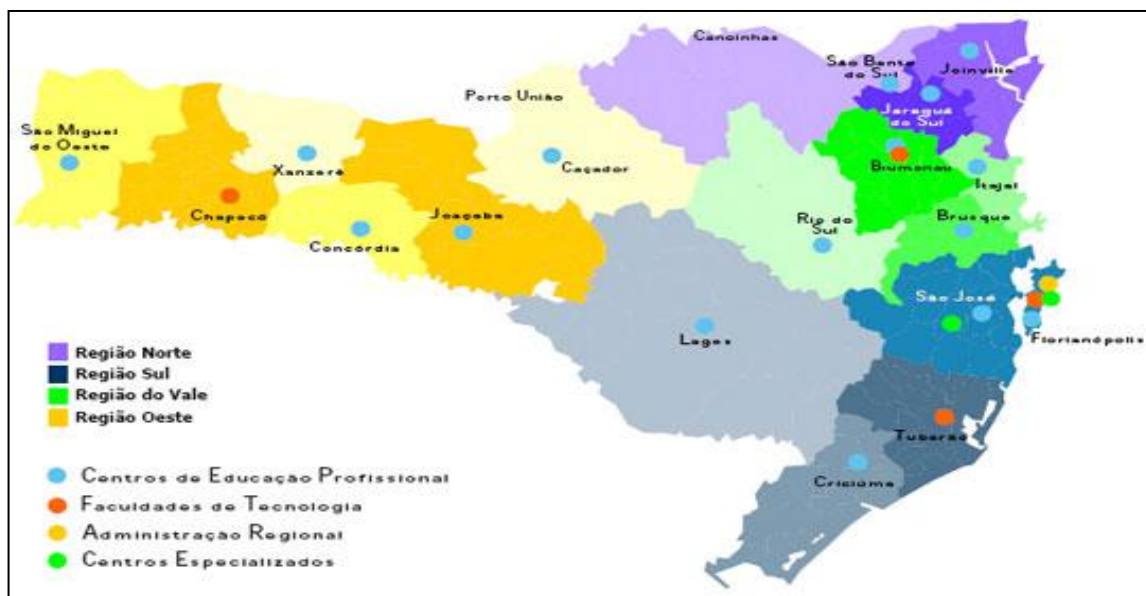 Canoinhas
São Bento
do Sul
Joinville
Porto União
Jaraguá
do Sul
São Miguel
do Oeste
Xanxerê
Caçador
Blumenau
Itajaí
Chapecó
Joaçaba
Rio do
Sul
Brusque
Concórdia
São José
Lages
Florianópolis
Região Norte
Região Sul
Região do Vale
Região Oeste
Tubarão
Criciúma
Centros de Educação Profissional
Faculdades de Tecnologia
Administração Regional
Centros Especializados